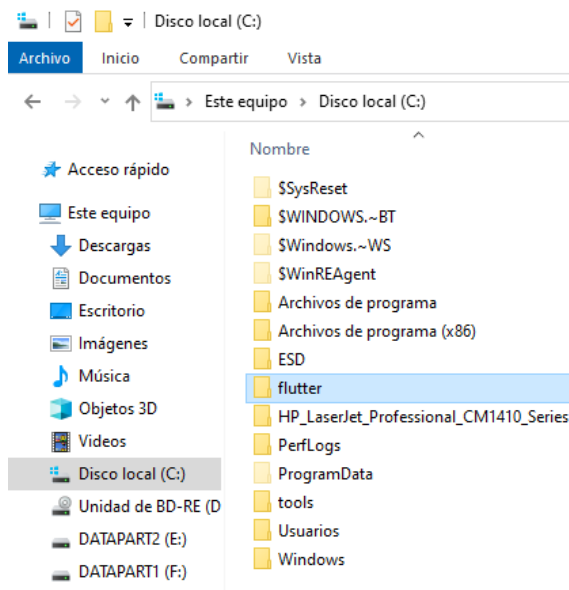 Disco local (C:)
Archivo Inicio Compartir Vista
Este equipo > Disco local (C:)
Nombre
Acceso rápido
Este equipo
Descargas
Documentos
Escritorio
Imágenes
Música
Objetos 3D
Videos
Disco local (C:)
Unidad de BD-RE (D
DATAPART2 (E:)
DATAPART1 (F:)
$SysReset
$WINDOWS.~BT
$Windows.~WS
$WinREAgent
Archivos de programa
Archivos de programa (x86)
ESD
flutter
HP_LaserJet_Professional_CM1410_Series
PerfLogs
ProgramData
tools
Usuarios
Windows